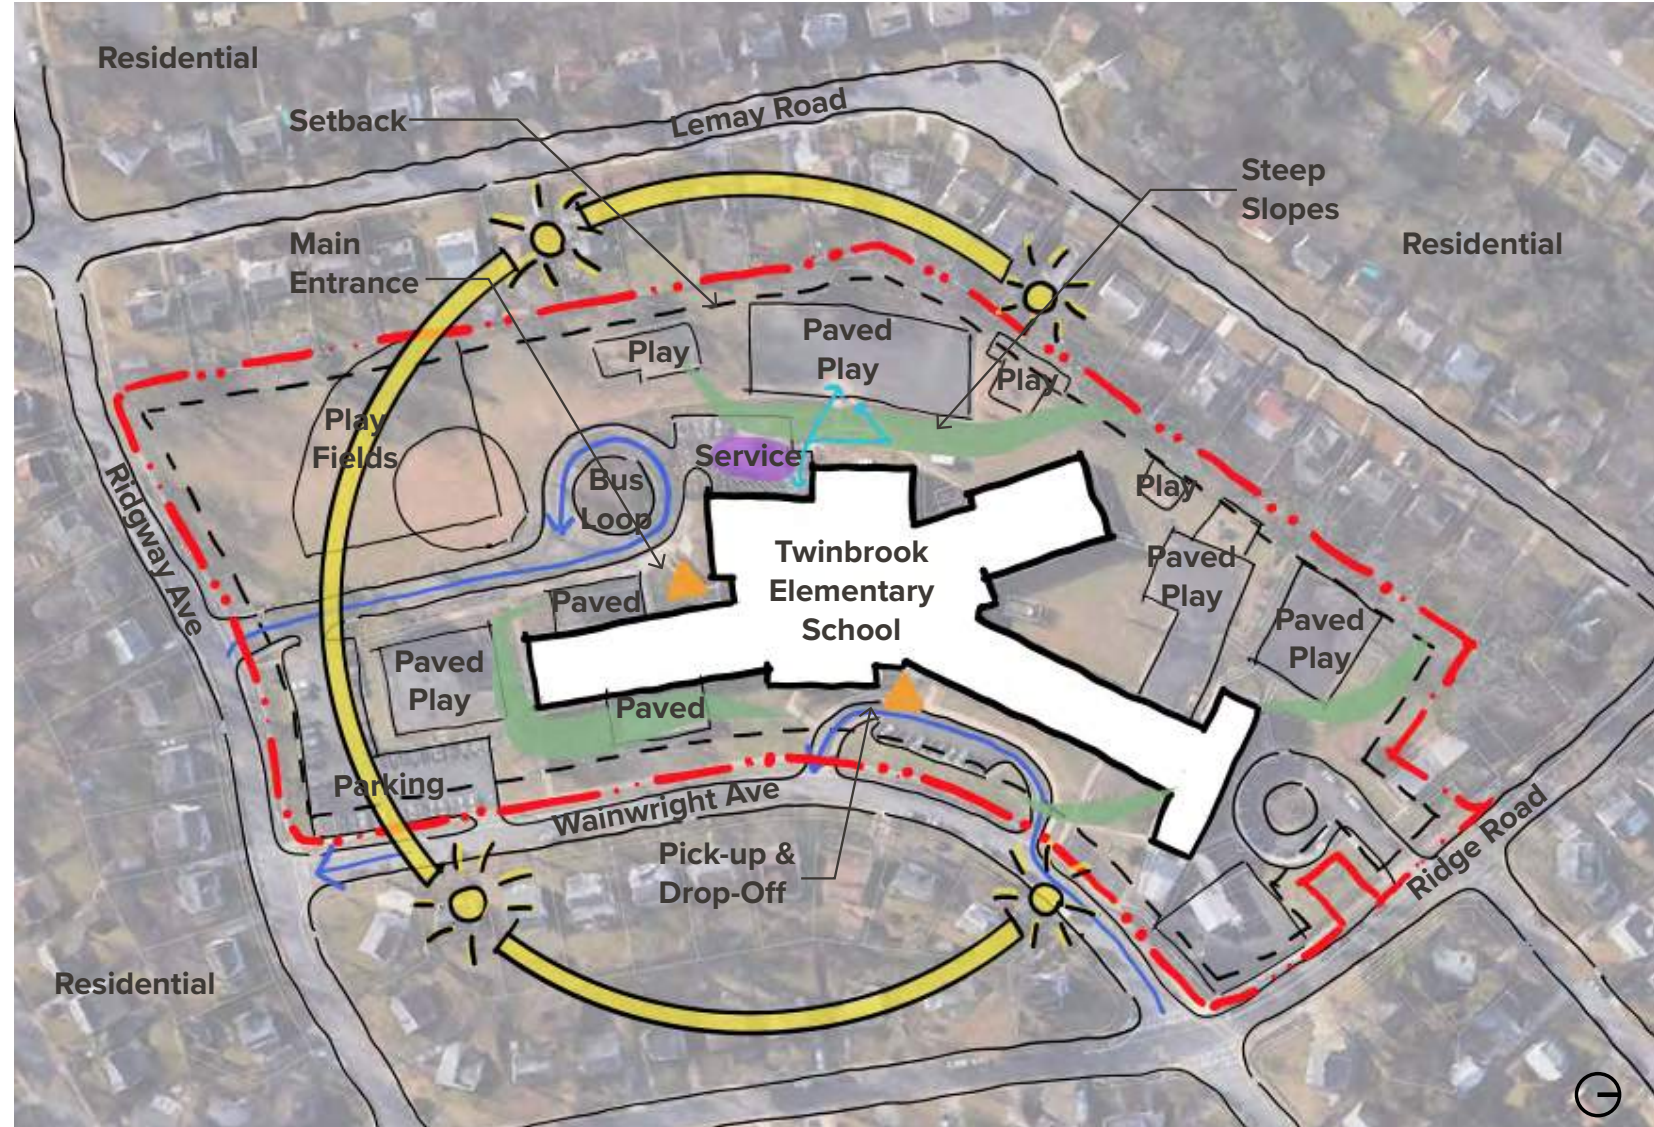 Residential
Setback
Lemay Road
Steep
Slopes
Main
Entrance
Residential
Paved
Play
Play
Play
Play
Fields
Service
Bus
Loop
Play
Ridgway Ave
Twinbrook
Elementary
School
Paved
Play
Paved
Paved
Play
Paved
Play
Paved
Parking
Wainwright Ave
Pick-up &
Drop-Off
Ridge Road
Residential